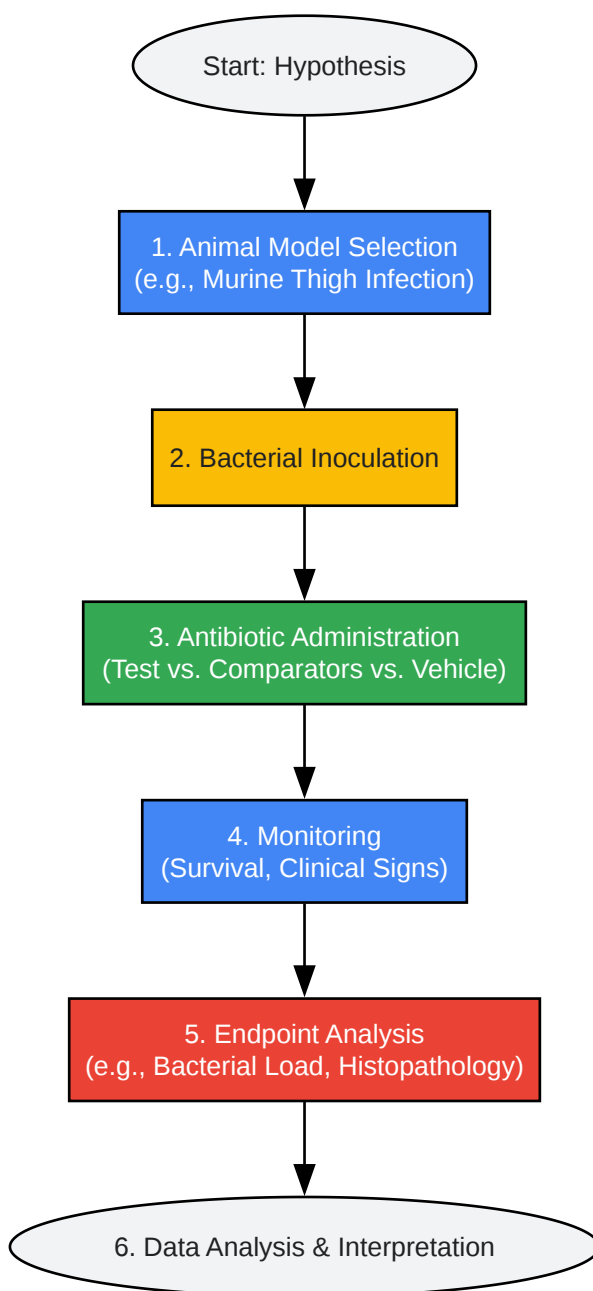 Start: Hypothesis
1. Animal Model Selection
(e.g., Murine Thigh Infection)
2. Bacterial Inoculation
3. Antibiotic Administration
(Test vs. Comparators vs. Vehicle)
4. Monitoring
(Survival, Clinical Signs)
5. Endpoint Analysis
(e.g., Bacterial Load, Histopathology)
6. Data Analysis & Interpretation